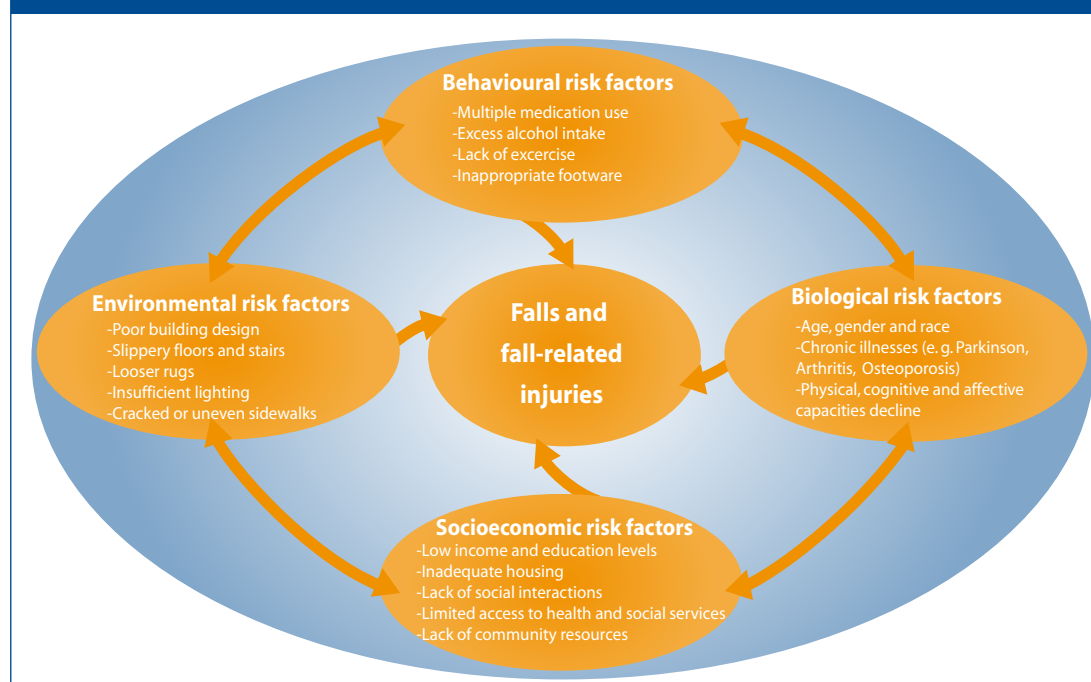 Behavioural risk factors
-Multiple medication use
-Excess alcohol intake
-Lack of excercise
-Inappropriate footware
Environmental risk factors
-Poor building design
-Slippery floors and stairs
-Looser rugs
-Insufficient lighting
-Cracked or uneven sidewalks
Falls and
fall-related
injuries
Biological risk factors
-Age, gender and race
-Chronic illnesses (e. g. Parkinson,
Arthritis, Osteoporosis)
-Physical, cognitive and affective
capacities decline
Socioeconomic risk factors
-Low income and education levels
-Inadequate housing
-Lack of social interactions
-Limited access to health and social services
-Lack of community resources